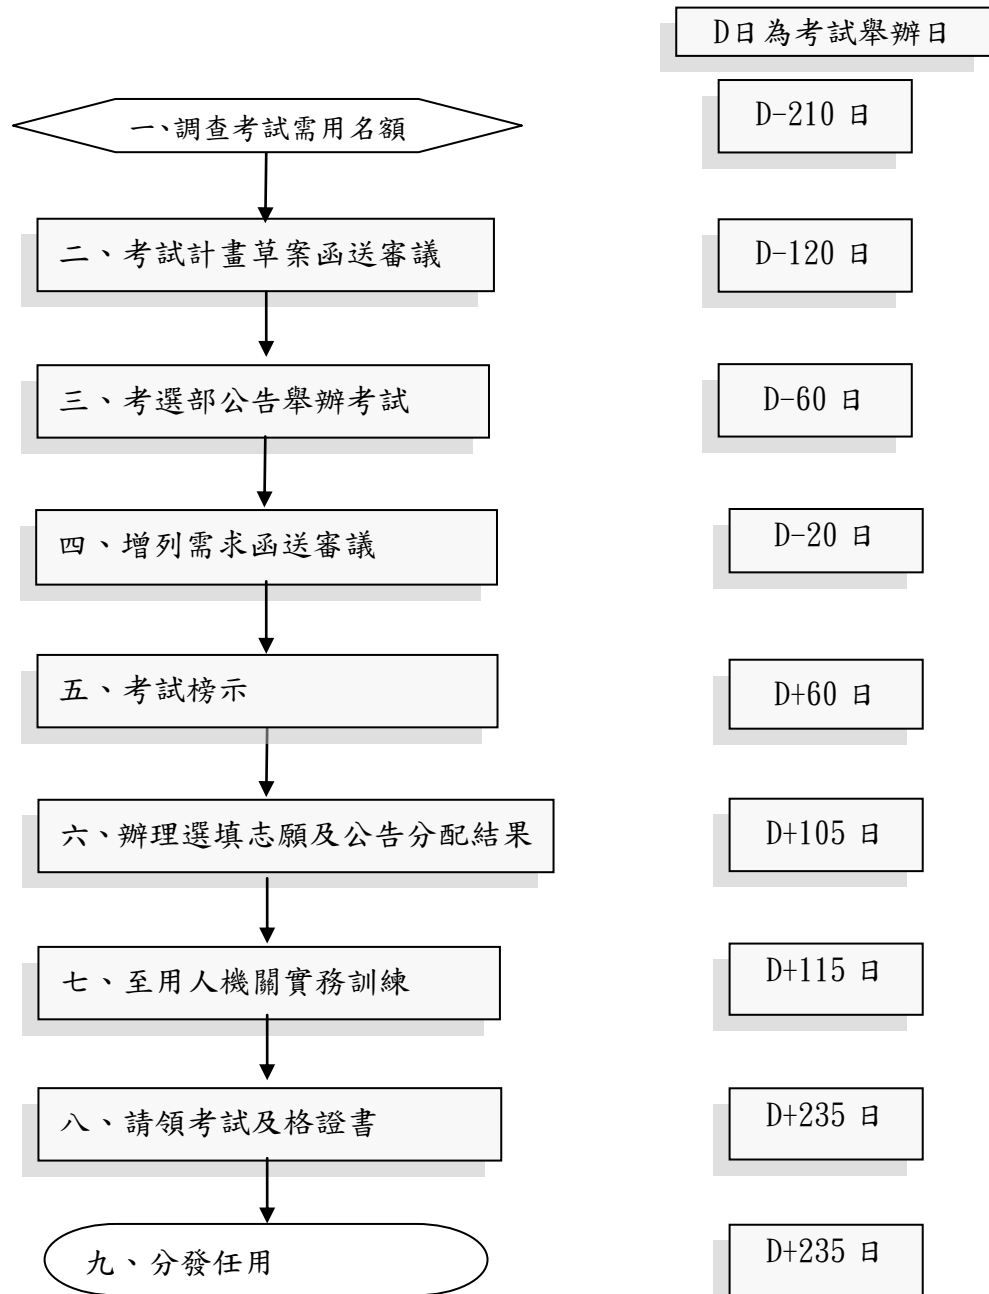 D日為考試舉辦日
一、調查考試需用名額
D-210 日
二、考試計畫草案函送審議
D-120 日
三、考選部公告舉辦考試
D-60 日
四、增列需求函送審議
D-20 日
五、考試榜示
D+60 日
六、辦理選填志願及公告分配結果
D+105 日
七、至用人機關實務訓練
D+115 日
八、請領考試及格證書
D+235 日
九、分發任用
D+235 日